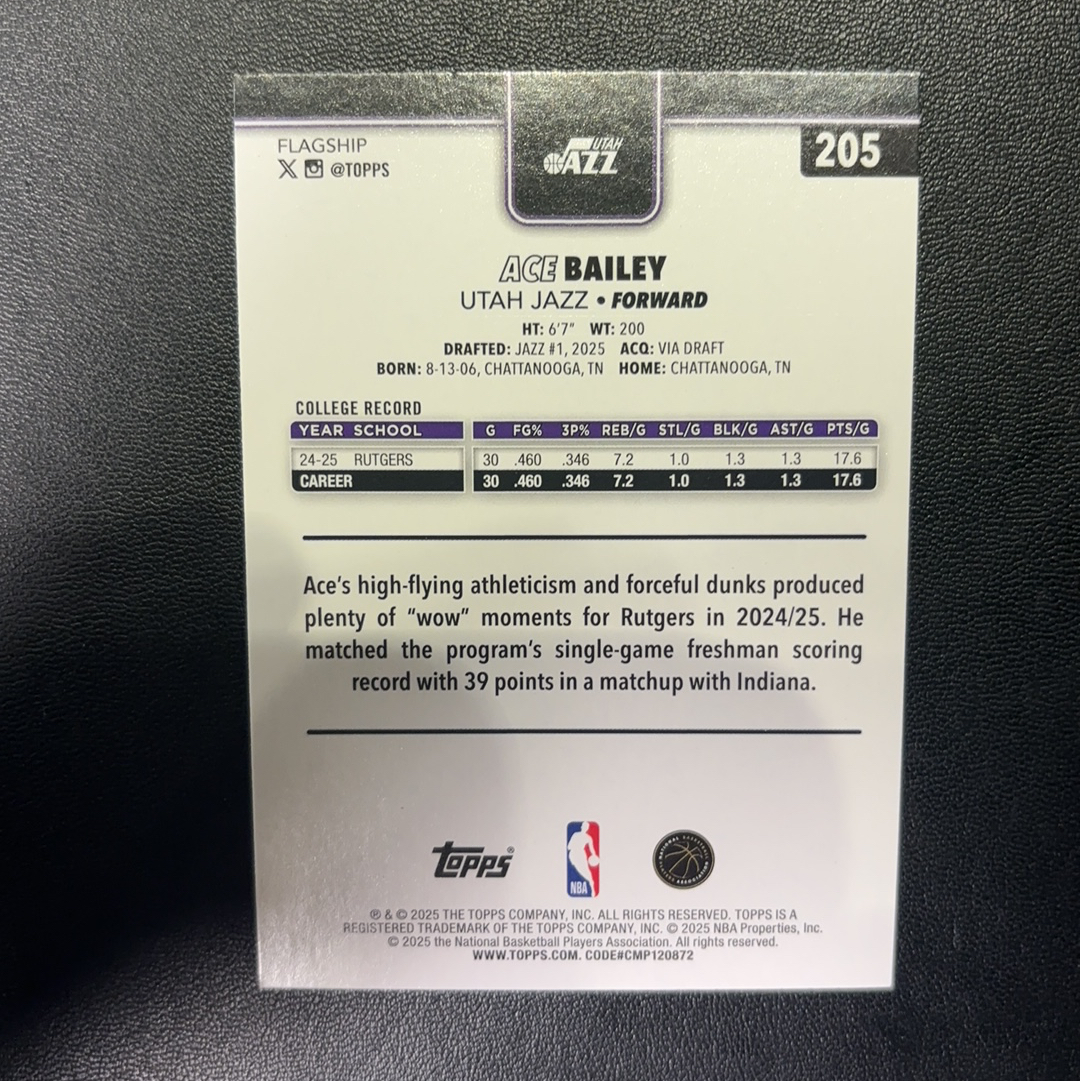 FLAGSHIP
@TOPPS
UTAH
JAZZ
205
ACE BAILEY
UTAH JAZZ • FORWARD
HT: 6'7" WT: 200
DRAFTED: JAZZ #1, 2025 ACQ: VIA DRAFT
BORN: 8-13-06, CHATTANOOGA, TN HOME: CHATTANOOGA, TN
COLLEGE RECORD
YEAR SCHOOL G FG% 3P% REB/G STL/G BLK/G AST/G PTS/G
24-25 RUTGERS 30 .460 .346 7.2 1.0 1.3 1.3 17.6
CAREER 30 .460 .346 7.2 1.0 1.3 1.3 17.6
Ace's high-flying athleticism and forceful dunks produced
plenty of "wow" moments for Rutgers in 2024/25. He
matched the program's single-game freshman scoring
record with 39 points in a matchup with Indiana.
topps®
NBA
NATIONAL BASKETBALL PLAYERS ASSOCIATION
℗ & © 2025 THE TOPPS COMPANY, INC. ALL RIGHTS RESERVED. TOPPS IS A
REGISTERED TRADEMARK OF THE TOPPS COMPANY, INC. © 2025 NBA Properties, Inc.
© 2025 the National Basketball Players Association. All rights reserved.
WWW.TOPPS.COM. CODE#CMP120872